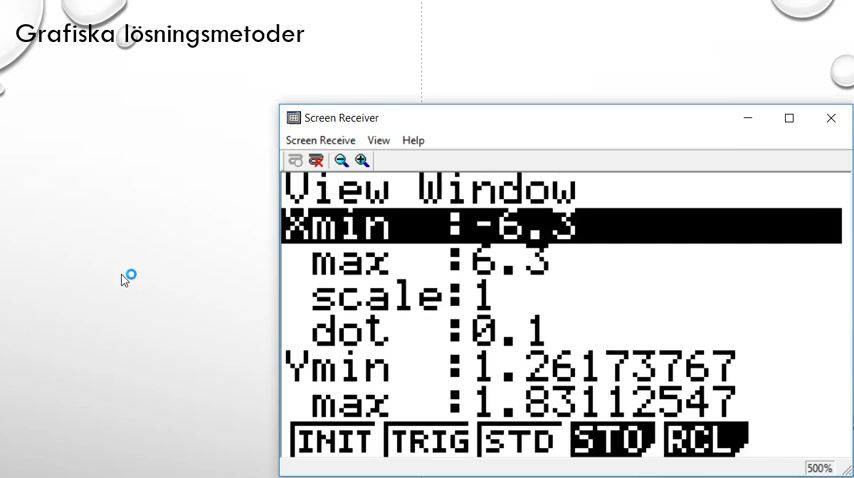 Grafiska lösningsmetoder
Screen Receiver
Screen Receive View Help
View Window
Xmin :-6.3
max :6.3
scale:1
dot :0.1
Ymin :1.26173767
max :1.83112547
INIT TRIG STD STO RCL
500%